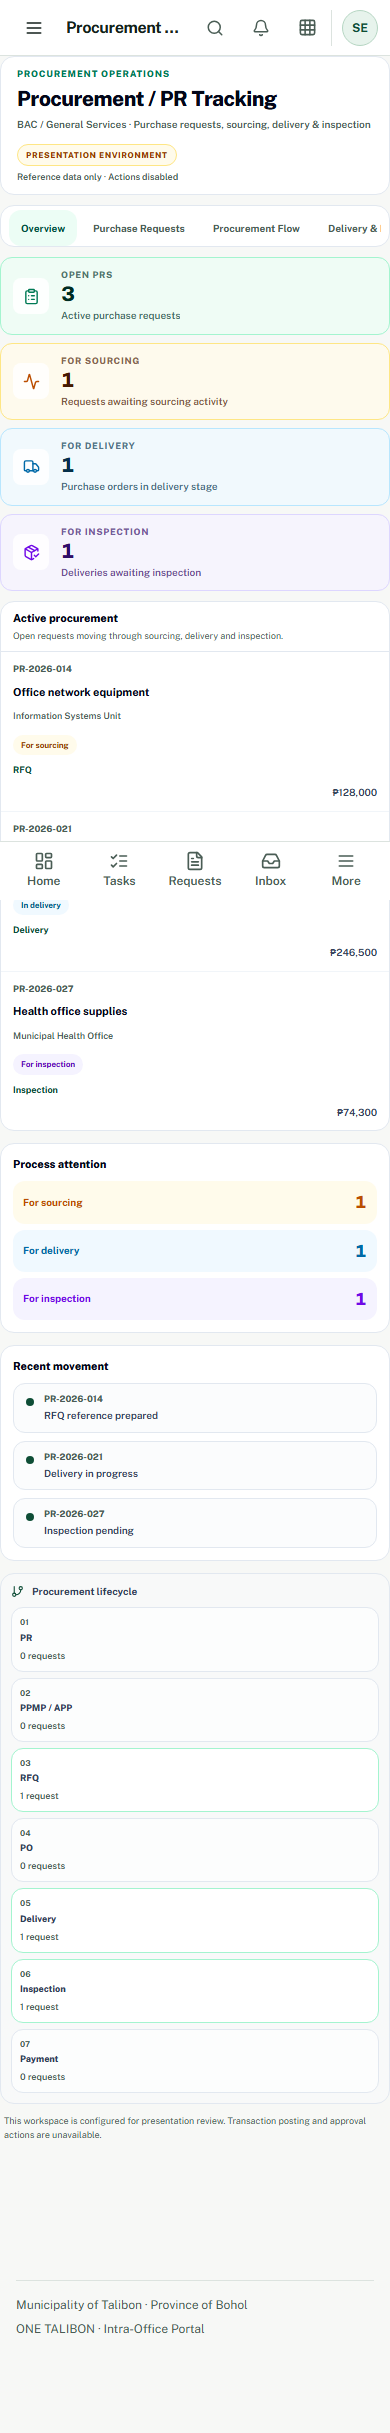 Procurement ...
SE
PROCUREMENT OPERATIONS
Procurement / PR Tracking
BAC / General Services · Purchase requests, sourcing, delivery & inspection
PRESENTATION ENVIRONMENT
Reference data only · Actions disabled
Overview Purchase Requests Procurement Flow Delivery &
OPEN PRS
3
Active purchase requests
FOR SOURCING
1
Requests awaiting sourcing activity
FOR DELIVERY
1
Purchase orders in delivery stage
FOR INSPECTION
1
Deliveries awaiting inspection
Active procurement
Open requests moving through sourcing, delivery and inspection.
PR-2026-014
Office network equipment
Information Systems Unit
For sourcing
RFQ
₱128,000
PR-2026-021
Home Tasks Requests Inbox More
In delivery
Delivery
₱246,500
PR-2026-027
Health office supplies
Municipal Health Office
For inspection
Inspection
₱74,300
Process attention
For sourcing 1
For delivery 1
For inspection 1
Recent movement
PR-2026-014
RFQ reference prepared
PR-2026-021
Delivery in progress
PR-2026-027
Inspection pending
Procurement lifecycle
01
PR
0 requests
02
PPMP / APP
0 requests
03
RFQ
1 request
04
PO
0 requests
05
Delivery
1 request
06
Inspection
1 request
07
Payment
0 requests
This workspace is configured for presentation review. Transaction posting and approval
actions are unavailable.
Municipality of Talibon · Province of Bohol
ONE TALIBON · Intra-Office Portal